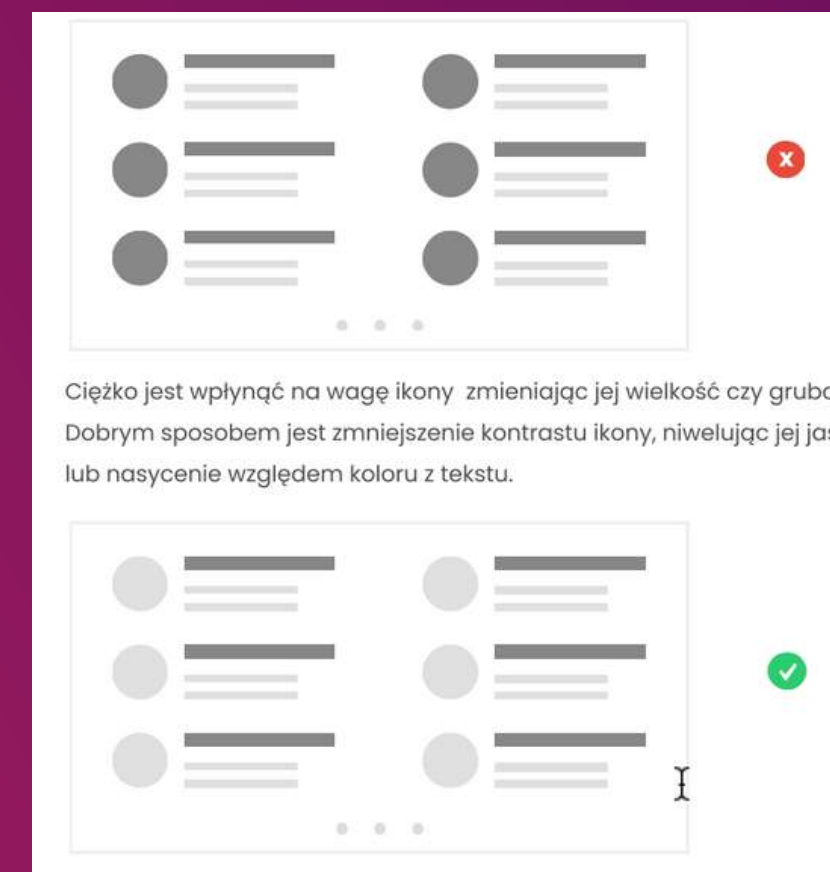 Ciężko jest wpłynąć na wagę ikony zmieniając jej wielkość czy
Dobrym sposobem jest zmniejszenie kontrastu ikony, niwelując jej
lub nasycenie względem koloru z tekstu.